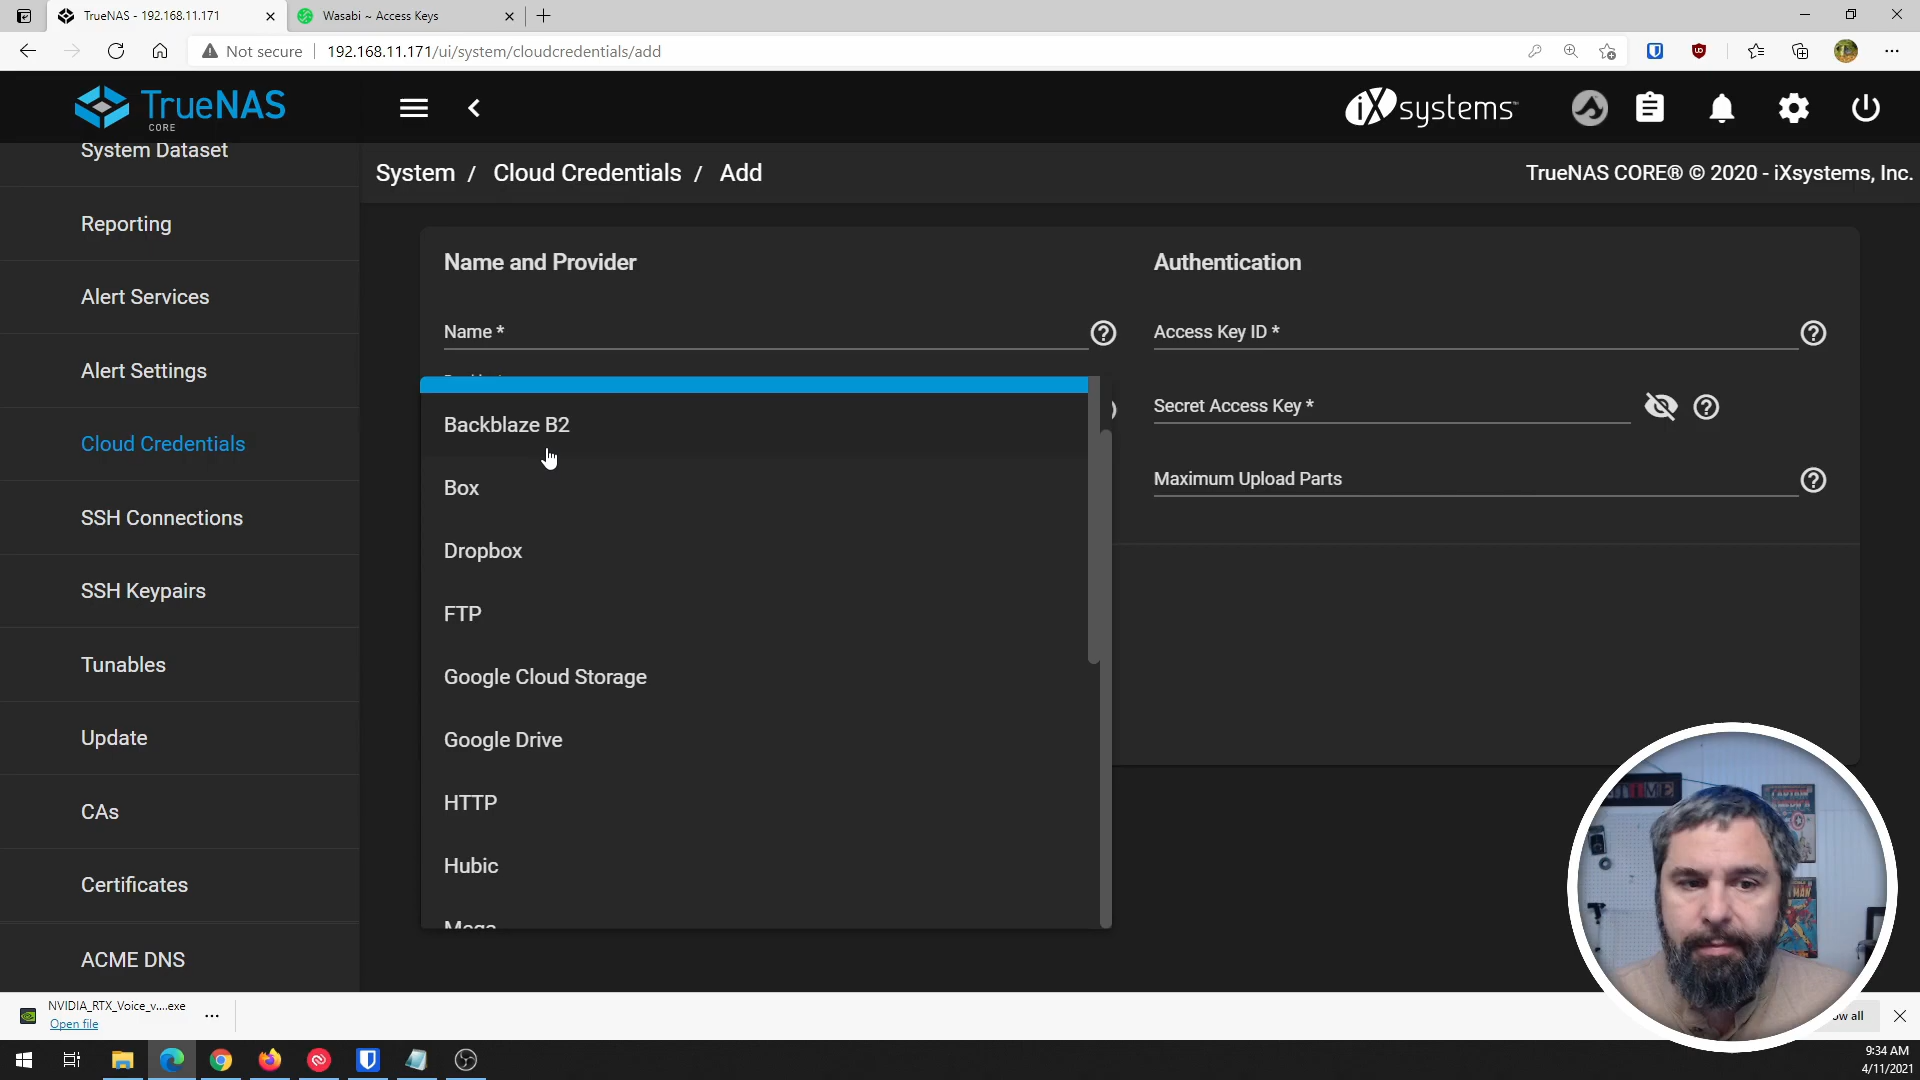 TrueNAS - 192.168.11.171
Wasabi ~ Access Keys
Not secure
192.168.11.171/ui/system/cloudcredentials/add
TrueNAS
CORE
iXsystems
System / Cloud Credentials / Add
TrueNAS CORE® © 2020 - iXsystems, Inc.
System Dataset
Reporting
Alert Services
Alert Settings
Cloud Credentials
SSH Connections
SSH Keypairs
Tunables
Update
CAs
Certificates
ACME DNS
Name and Provider
Name *
Backblaze B2
Box
Dropbox
FTP
Google Cloud Storage
Google Drive
HTTP
Hubic
Mega
Authentication
Access Key ID *
Secret Access Key *
Maximum Upload Parts
NVIDIA_RTX_Voice_v....exe
Open file
9:34 AM
4/11/2021